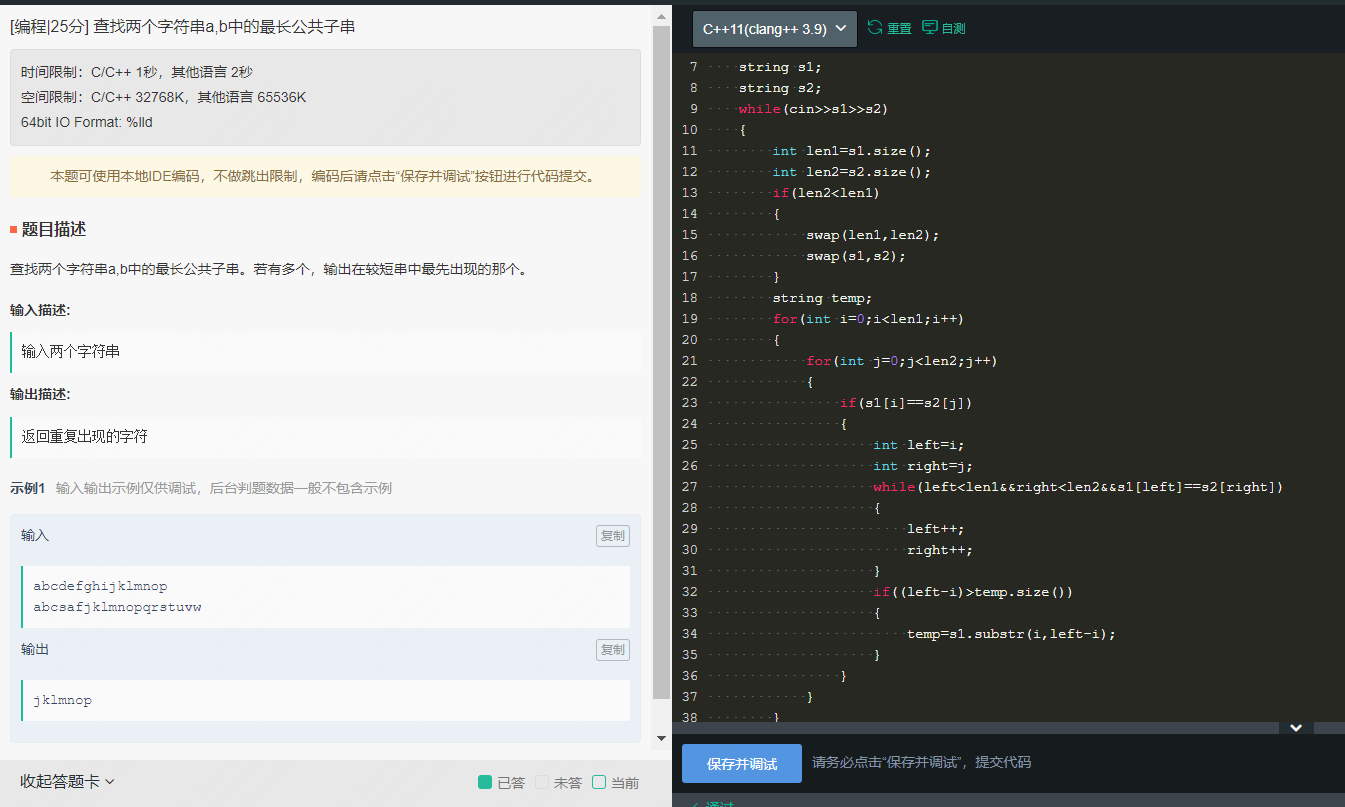 [编程|25分] 查找两个字符串a,b中的最长公共子串
时间限制：C/C++ 1秒，其他语言 2秒
空间限制：C/C++ 32768K，其他语言 65536K
64bit IO Format: %lld
本题可使用本地IDE编码，不做跳出限制，编码后请点击“保存并调试”按钮进行代码提交。
题目描述
查找两个字符串a,b中的最长公共子串。若有多个，输出在较短串中最先出现的那个。
输入描述:
输入两个字符串
输出描述:
返回重复出现的字符
示例1 输入输出示例仅供调试，后台判题数据一般不包含示例
输入
复制
abcdefghijklmnop
abcsafjklmnopqrstuvw
输出
复制
jklmnop
收起答题卡
已答 未答 当前
C++11(clang++ 3.9) 重置 自测
7 string s1;
8 string s2;
9 while(cin>>s1>>s2)
10 {
11 int len1=s1.size();
12 int len2=s2.size();
13 if(len2<len1)
14 {
15 swap(len1,len2);
16 swap(s1,s2);
17 }
18 string temp;
19 for(int i=0;i<len1;i++)
20 {
21 for(int j=0;j<len2;j++)
22 {
23 if(s1[i]==s2[j])
24 {
25 int left=i;
26 int right=j;
27 while(left<len1&&right<len2&&s1[left]==s2[right])
28 {
29 left++;
30 right++;
31 }
32 if((left-i)>temp.size())
33 {
34 temp=s1.substr(i,left-i);
35 }
36 }
37 }
38 }
保存并调试 请务必点击“保存并调试”，提交代码
通过